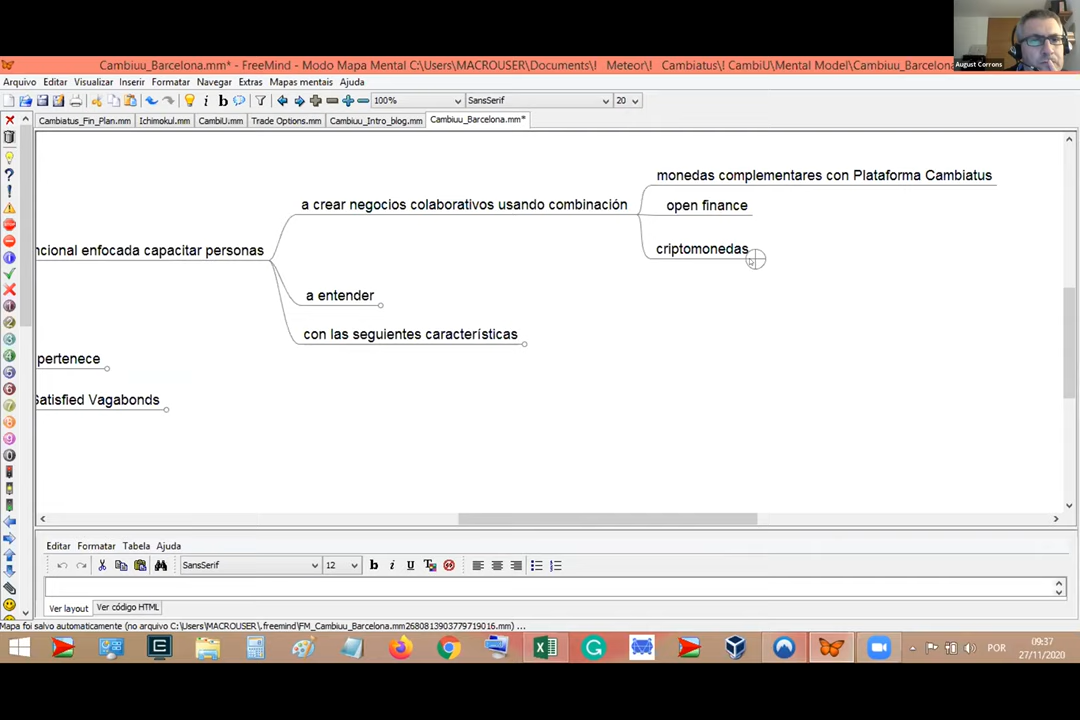 August Corrons
Cambiuu_Barcelona.mm* - FreeMind - Modo Mapa Mental C:\Users\MACROUSER\Documents\! Meteor\! Cambiatus\! CambiU\Mental Model\Cambiuu_Barcelona.
Arquivo Editar Visualizar Inserir Formatar Navegar Extras Mapas mentais Ajuda
100% SansSerif 20
Cambiatus_Fin_Plan.mm Ichimokul.mm CambiU.mm Trade Options.mm Cambiuu_Intro_blog.mm Cambiuu_Barcelona.mm*
monedas complementares con Plataforma Cambiatus
a crear negocios colaborativos usando combinación
open finance
ncional enfocada capacitar personas
criptomonedas
a entender
con las seguientes características
pertenece
Satisfied Vagabonds
Editar Formatar Tabela Ajuda
SansSerif 12
Ver layout Ver código HTML
Mapa foi salvo automaticamente (no arquivo C:\Users\MACROUSER\.freemind\FM_Cambiuu_Barcelona.mm2680813903779719016.mm) ...
POR
09:37
27/11/2020